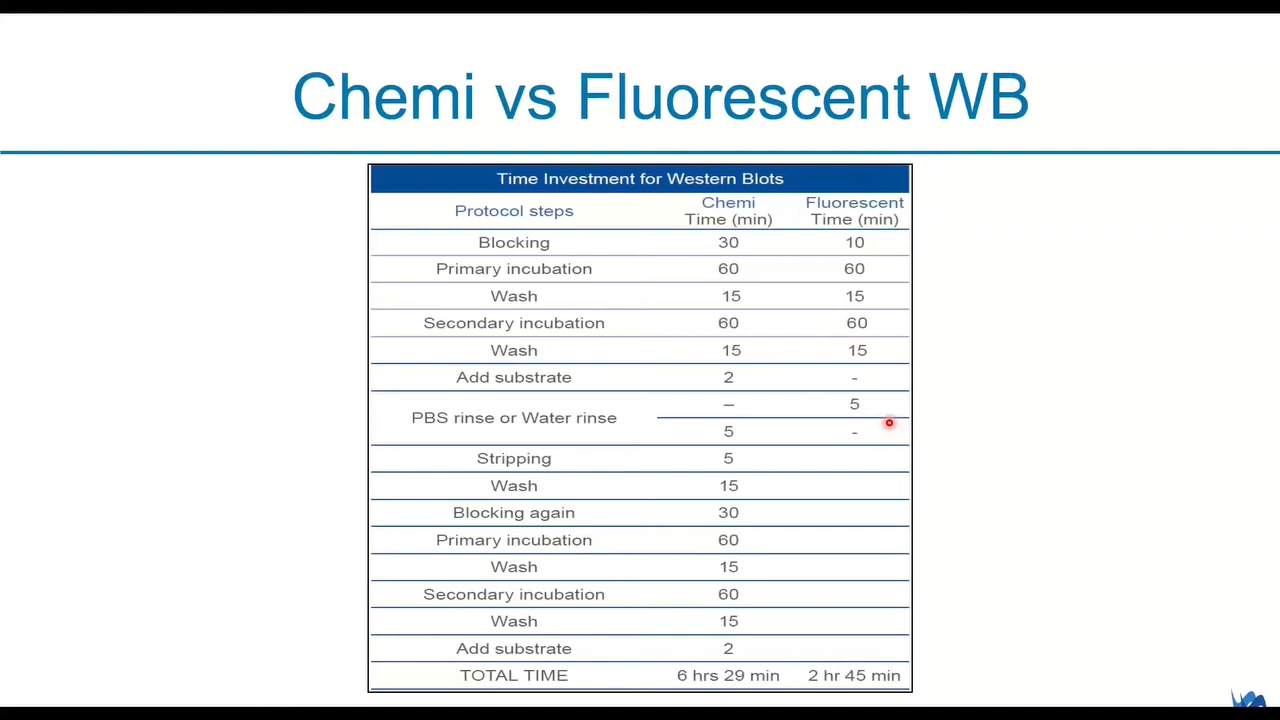 Chemi vs Fluorescent WB
Time Investment for Western Blots
Protocol steps Chemi Time (min) Fluorescent Time (min)
Blocking 30 10
Primary incubation 60 60
Wash 15 15
Secondary incubation 60 60
Wash 15 15
Add substrate 2 -
PBS rinse or Water rinse – 5
5 -
Stripping 5
Wash 15
Blocking again 30
Primary incubation 60
Wash 15
Secondary incubation 60
Wash 15
Add substrate 2
TOTAL TIME 6 hrs 29 min 2 hr 45 min